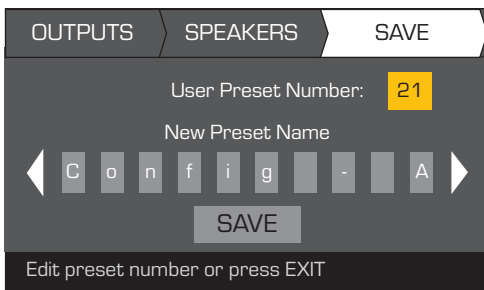 OUTPUTS SPEAKERS SAVE
User Preset Number: 21
New Preset Name
C o n f i g - A
SAVE
Edit preset number or press EXIT